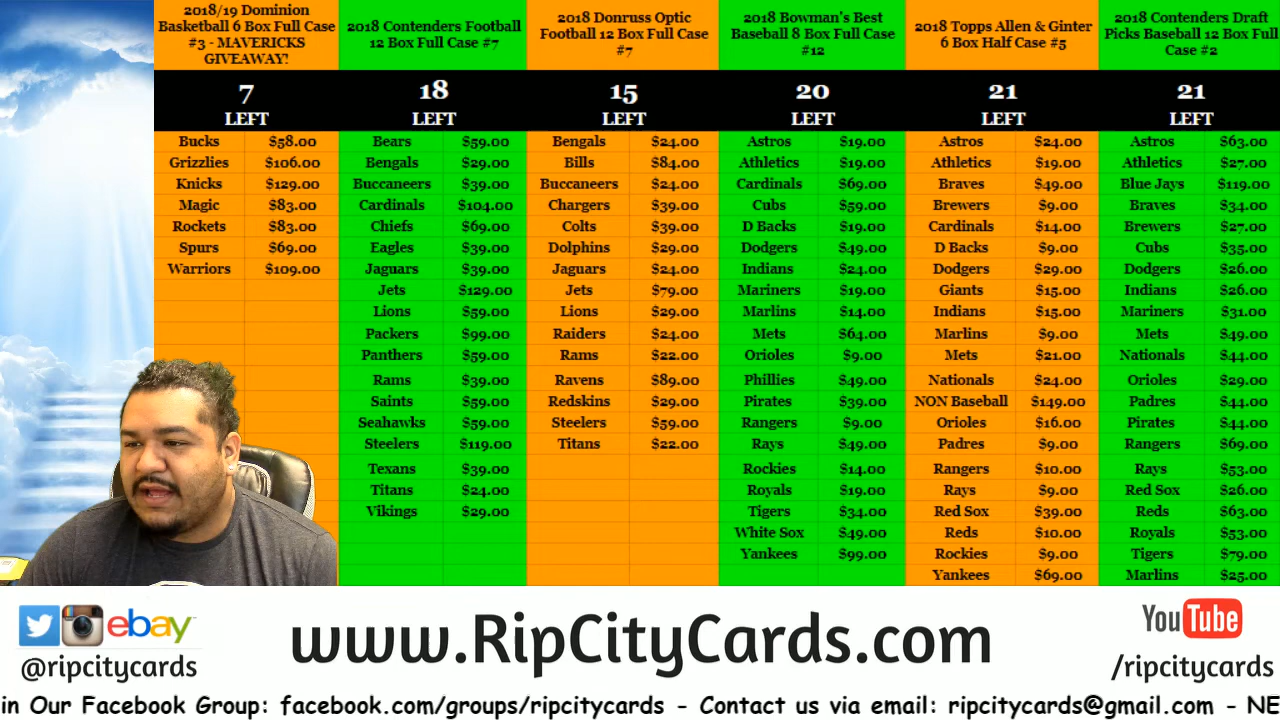 2018/19 Dominion
Basketball 6 Box Full Case
#3 - MAVERICKS
GIVEAWAY!
7
LEFT
Bucks $58.00
Grizzlies $106.00
Knicks $129.00
Magic $83.00
Rockets $83.00
Spurs $69.00
Warriors $109.00
2018 Contenders Football
12 Box Full Case #7
18
LEFT
Bears $59.00
Bengals $29.00
Buccaneers $39.00
Cardinals $104.00
Chiefs $69.00
Eagles $39.00
Jaguars $39.00
Jets $129.00
Lions $59.00
Packers $99.00
Panthers $59.00
Rams $39.00
Saints $59.00
Seahawks $59.00
Steelers $119.00
Texans $39.00
Titans $24.00
Vikings $29.00
2018 Donruss Optic
Football 12 Box Full Case
#7
15
LEFT
Bengals $24.00
Bills $84.00
Buccaneers $24.00
Chargers $39.00
Colts $39.00
Dolphins $29.00
Jaguars $24.00
Jets $79.00
Lions $29.00
Raiders $24.00
Rams $22.00
Ravens $89.00
Redskins $29.00
Steelers $59.00
Titans $22.00
2018 Bowman's Best
Baseball 8 Box Full Case
#12
20
LEFT
Astros $19.00
Athletics $19.00
Cardinals $69.00
Cubs $59.00
D Backs $19.00
Dodgers $49.00
Indians $24.00
Mariners $19.00
Marlins $14.00
Mets $64.00
Orioles $9.00
Phillies $49.00
Pirates $39.00
Rangers $9.00
Rays $49.00
Rockies $14.00
Royals $19.00
Tigers $34.00
White Sox $49.00
Yankees $99.00
2018 Topps Allen & Ginter
6 Box Half Case #5
21
LEFT
Astros $24.00
Athletics $19.00
Braves $49.00
Brewers $9.00
Cardinals $14.00
D Backs $9.00
Dodgers $29.00
Giants $15.00
Indians $15.00
Marlins $9.00
Mets $21.00
Nationals $24.00
NON Baseball $149.00
Orioles $16.00
Padres $9.00
Rangers $10.00
Rays $9.00
Red Sox $39.00
Reds $10.00
Rockies $9.00
Yankees $69.00
2018 Contenders Draft
Picks Baseball 12 Box Full
Case #2
21
LEFT
Astros $63.00
Athletics $27.00
Blue Jays $119.00
Braves $34.00
Brewers $27.00
Cubs $35.00
Dodgers $26.00
Indians $26.00
Mariners $31.00
Mets $49.00
Nationals $44.00
Orioles $29.00
Padres $44.00
Pirates $44.00
Rangers $69.00
Rays $53.00
Red Sox $26.00
Reds $63.00
Royals $53.00
Tigers $79.00
Marlins $25.00
ebay
@ripcitycards
www.RipCityCards.com
YouTube
/ripcitycards
in Our Facebook Group: facebook.com/groups/ripcitycards - Contact us via email: ripcitycards@gmail.com - NE